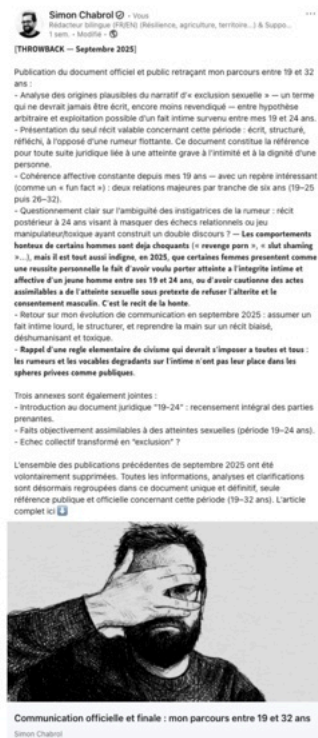 Simon Chabrol • Vous
Rédacteur bilingue (FR/EN) (Résilience, agriculture, territoire...) & Suppo...
1 sem. • Modifié •
[THROWBACK — Septembre 2025]
Publication du document officiel et public retraçant mon parcours entre 19 et 32
ans :
- Analyse des origines plausibles du narratif d'« exclusion sexuelle » — un terme
qui ne devrait jamais être écrit, encore moins revendiqué — entre hypothèse
arbitraire et exploitation possible d'un fait intime survenu entre mes 19 et 24 ans.
- Présentation du seul récit valable concernant cette période : écrit, structuré,
réfléchi, à l'opposé d'une rumeur flottante. Ce document constitue la référence
pour toute suite juridique liée à une atteinte grave à l'intimité et à la dignité d'une
personne.
- Cohérence affective constante depuis mes 19 ans — avec un repère intéressant
(comme un « fun fact ») : deux relations majeures par tranche de six ans (19–25
puis 26–32).
- Questionnement clair sur l'ambiguïté des instigatrices de la rumeur : récit
postérieur à 24 ans visant à masquer des échecs relationnels ou jeu
manipulateur/toxique ayant construit un double discours ? — Les comportements
honteux de certains hommes sont deja choquants (« revenge porn », « slut shaming
»...), mais il est tout aussi indigne, en 2025, que certaines femmes presentent comme
une reussite personnelle le fait d'avoir voulu porter atteinte a l'integrite intime et
affective d'un jeune homme entre ses 19 et 24 ans, ou d'avoir cautionne des actes
assimilables a de l'atteinte sexuelle sous pretexte de refuser l'alterite et le
consentement masculin. C'est le recit de la honte.
- Retour sur mon évolution de communication en septembre 2025 : assumer un
fait intime lourd, le structurer, et reprendre la main sur un récit biaisé,
déshumanisant et toxique.
- Rappel d'une regle elementaire de civisme qui devrait s'imposer a toutes et tous :
les rumeurs et les vocables degradants sur l'intime n'ont pas leur place dans les
spheres privees comme publiques.
Trois annexes sont également jointes :
- Introduction au document juridique "19–24" : recensement intégral des parties
prenantes.
- Faits objectivement assimilables à des atteintes sexuelles (période 19–24 ans).
- Echec collectif transformé en "exclusion" ?
L'ensemble des publications précédentes de septembre 2025 ont été
volontairement supprimées. Toutes les informations, analyses et clarifications
sont désormais regroupées dans ce document unique et définitif, seule
référence publique et officielle concernant cette période (19–32 ans). L'article
complet ici
Communication officielle et finale : mon parcours entre 19 et 32 ans
Simon Chabrol